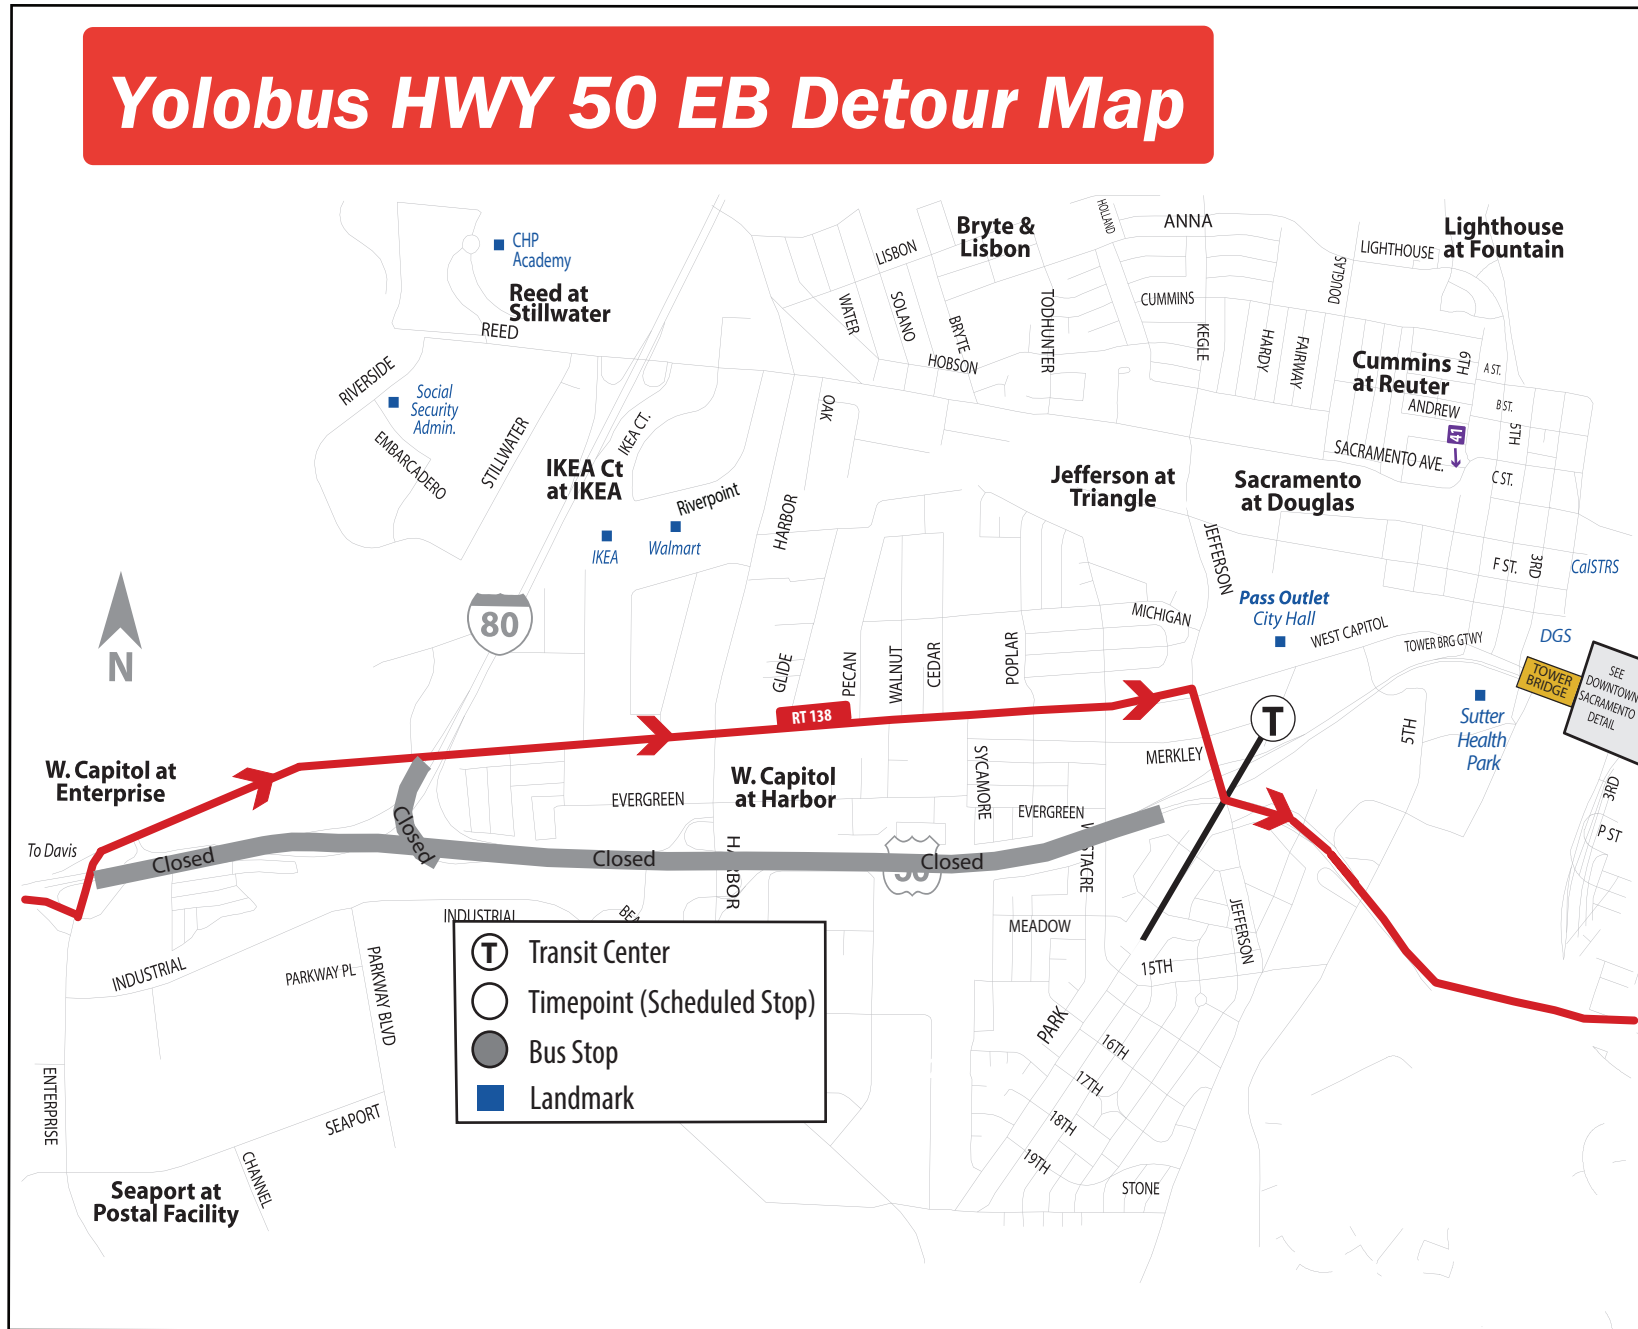 Yolobus HWY 50 EB Detour Map
CHP
Academy
Reed at
Stillwater
REED
RIVERSIDE
Social
Security
Admin.
EMBARCADERO
STILLWATER
IKEA CT.
IKEA Ct
at IKEA
IKEA
Riverpoint
Walmart
80
N
LISBON
Bryte &
Lisbon
WATER
SOLANO
BRYTE
HOBSON
TODHUNTER
HOLLAND
ANNA
CUMMINS
KEGLE
HARDY
FAIRWAY
DOUGLAS
LIGHTHOUSE
Lighthouse
at Fountain
Cummins
at Reuter
6TH
A ST.
ANDREW
B ST.
41
5TH
SACRAMENTO AVE.
C ST.
OAK
HARBOR
Jefferson at
Triangle
Sacramento
at Douglas
JEFFERSON
F ST.
3RD
CalSTRS
Pass Outlet
City Hall
MICHIGAN
WEST CAPITOL
TOWER BRG GTWY
DGS
TOWER
BRIDGE
SEE
DOWNTOWN
SACRAMENTO
DETAIL
GLIDE
PECAN
WALNUT
CEDAR
POPLAR
RT 138
T
5TH
Sutter
Health
Park
MERKLEY
3RD
P ST
W. Capitol at
Enterprise
To Davis
Closed
Closed
EVERGREEN
W. Capitol
at Harbor
SYCAMORE
EVERGREEN
Closed
HARBOR
Closed
50
MEADOW
15TH
JEFFERSON
INDUSTRIAL
INDUSTRIAL
PARKWAY PL
PARKWAY BLVD
T Transit Center
Timepoint (Scheduled Stop)
Bus Stop
Landmark
PARK
16TH
17TH
18TH
19TH
STONE
ENTERPRISE
SEAPORT
CHANNEL
Seaport at
Postal Facility